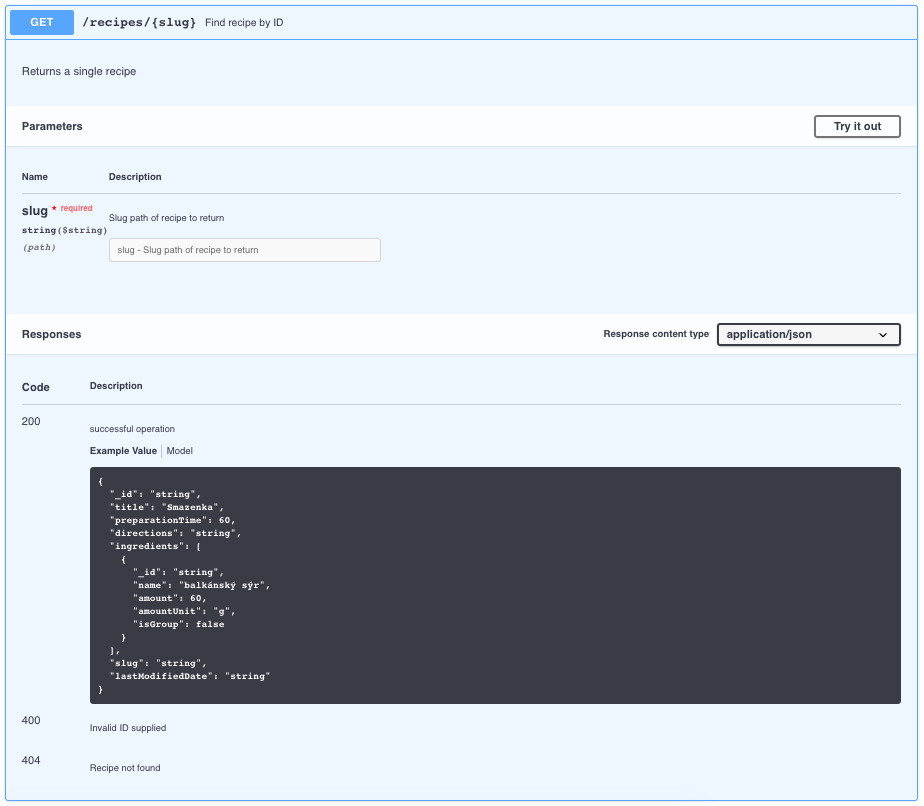 GET /recipes/{slug} Find recipe by ID
Returns a single recipe
Parameters
Try it out
Name Description
slug * required
string($string)
(path)
Slug path of recipe to return
slug - Slug path of recipe to return
Responses
Response content type application/json
Code Description
200
successful operation
Example Value Model
{
  "_id": "string",
  "title": "Smazenka",
  "preparationTime": 60,
  "directions": "string",
  "ingredients": [
    {
      "_id": "string",
      "name": "balkánský sýr",
      "amount": 60,
      "amountUnit": "g",
      "isGroup": false
    }
  ],
  "slug": "string",
  "lastModifiedDate": "string"
}
400
Invalid ID supplied
404
Recipe not found